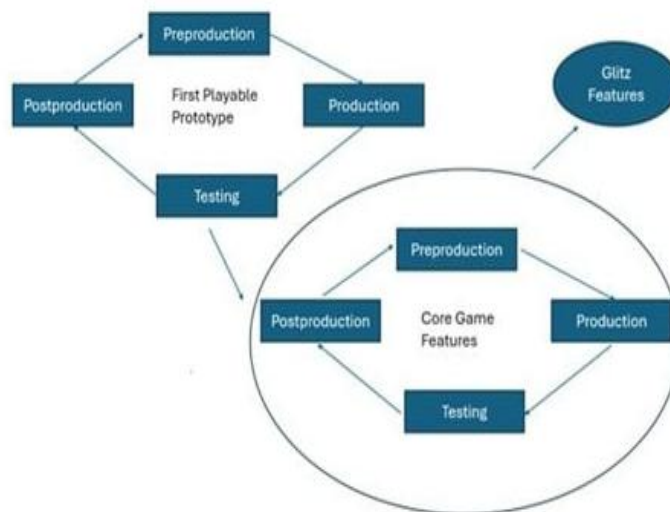 Preproduction
Glitz
Features
Postproduction
First Playable
Prototype
Production
Testing
Preproduction
Postproduction
Core Game
Features
Production
Testing